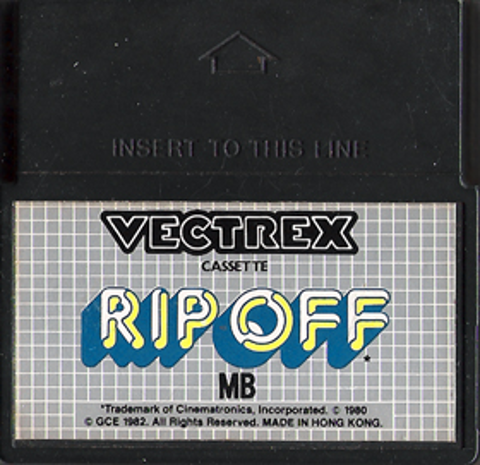 INSERT TO THIS LINE
VECTREX
CASSETTE
RIP OFF*
MB
*Trademark of Cinematronics, Incorporated. © 1980
© GCE 1982. All Rights Reserved. MADE IN HONG KONG.